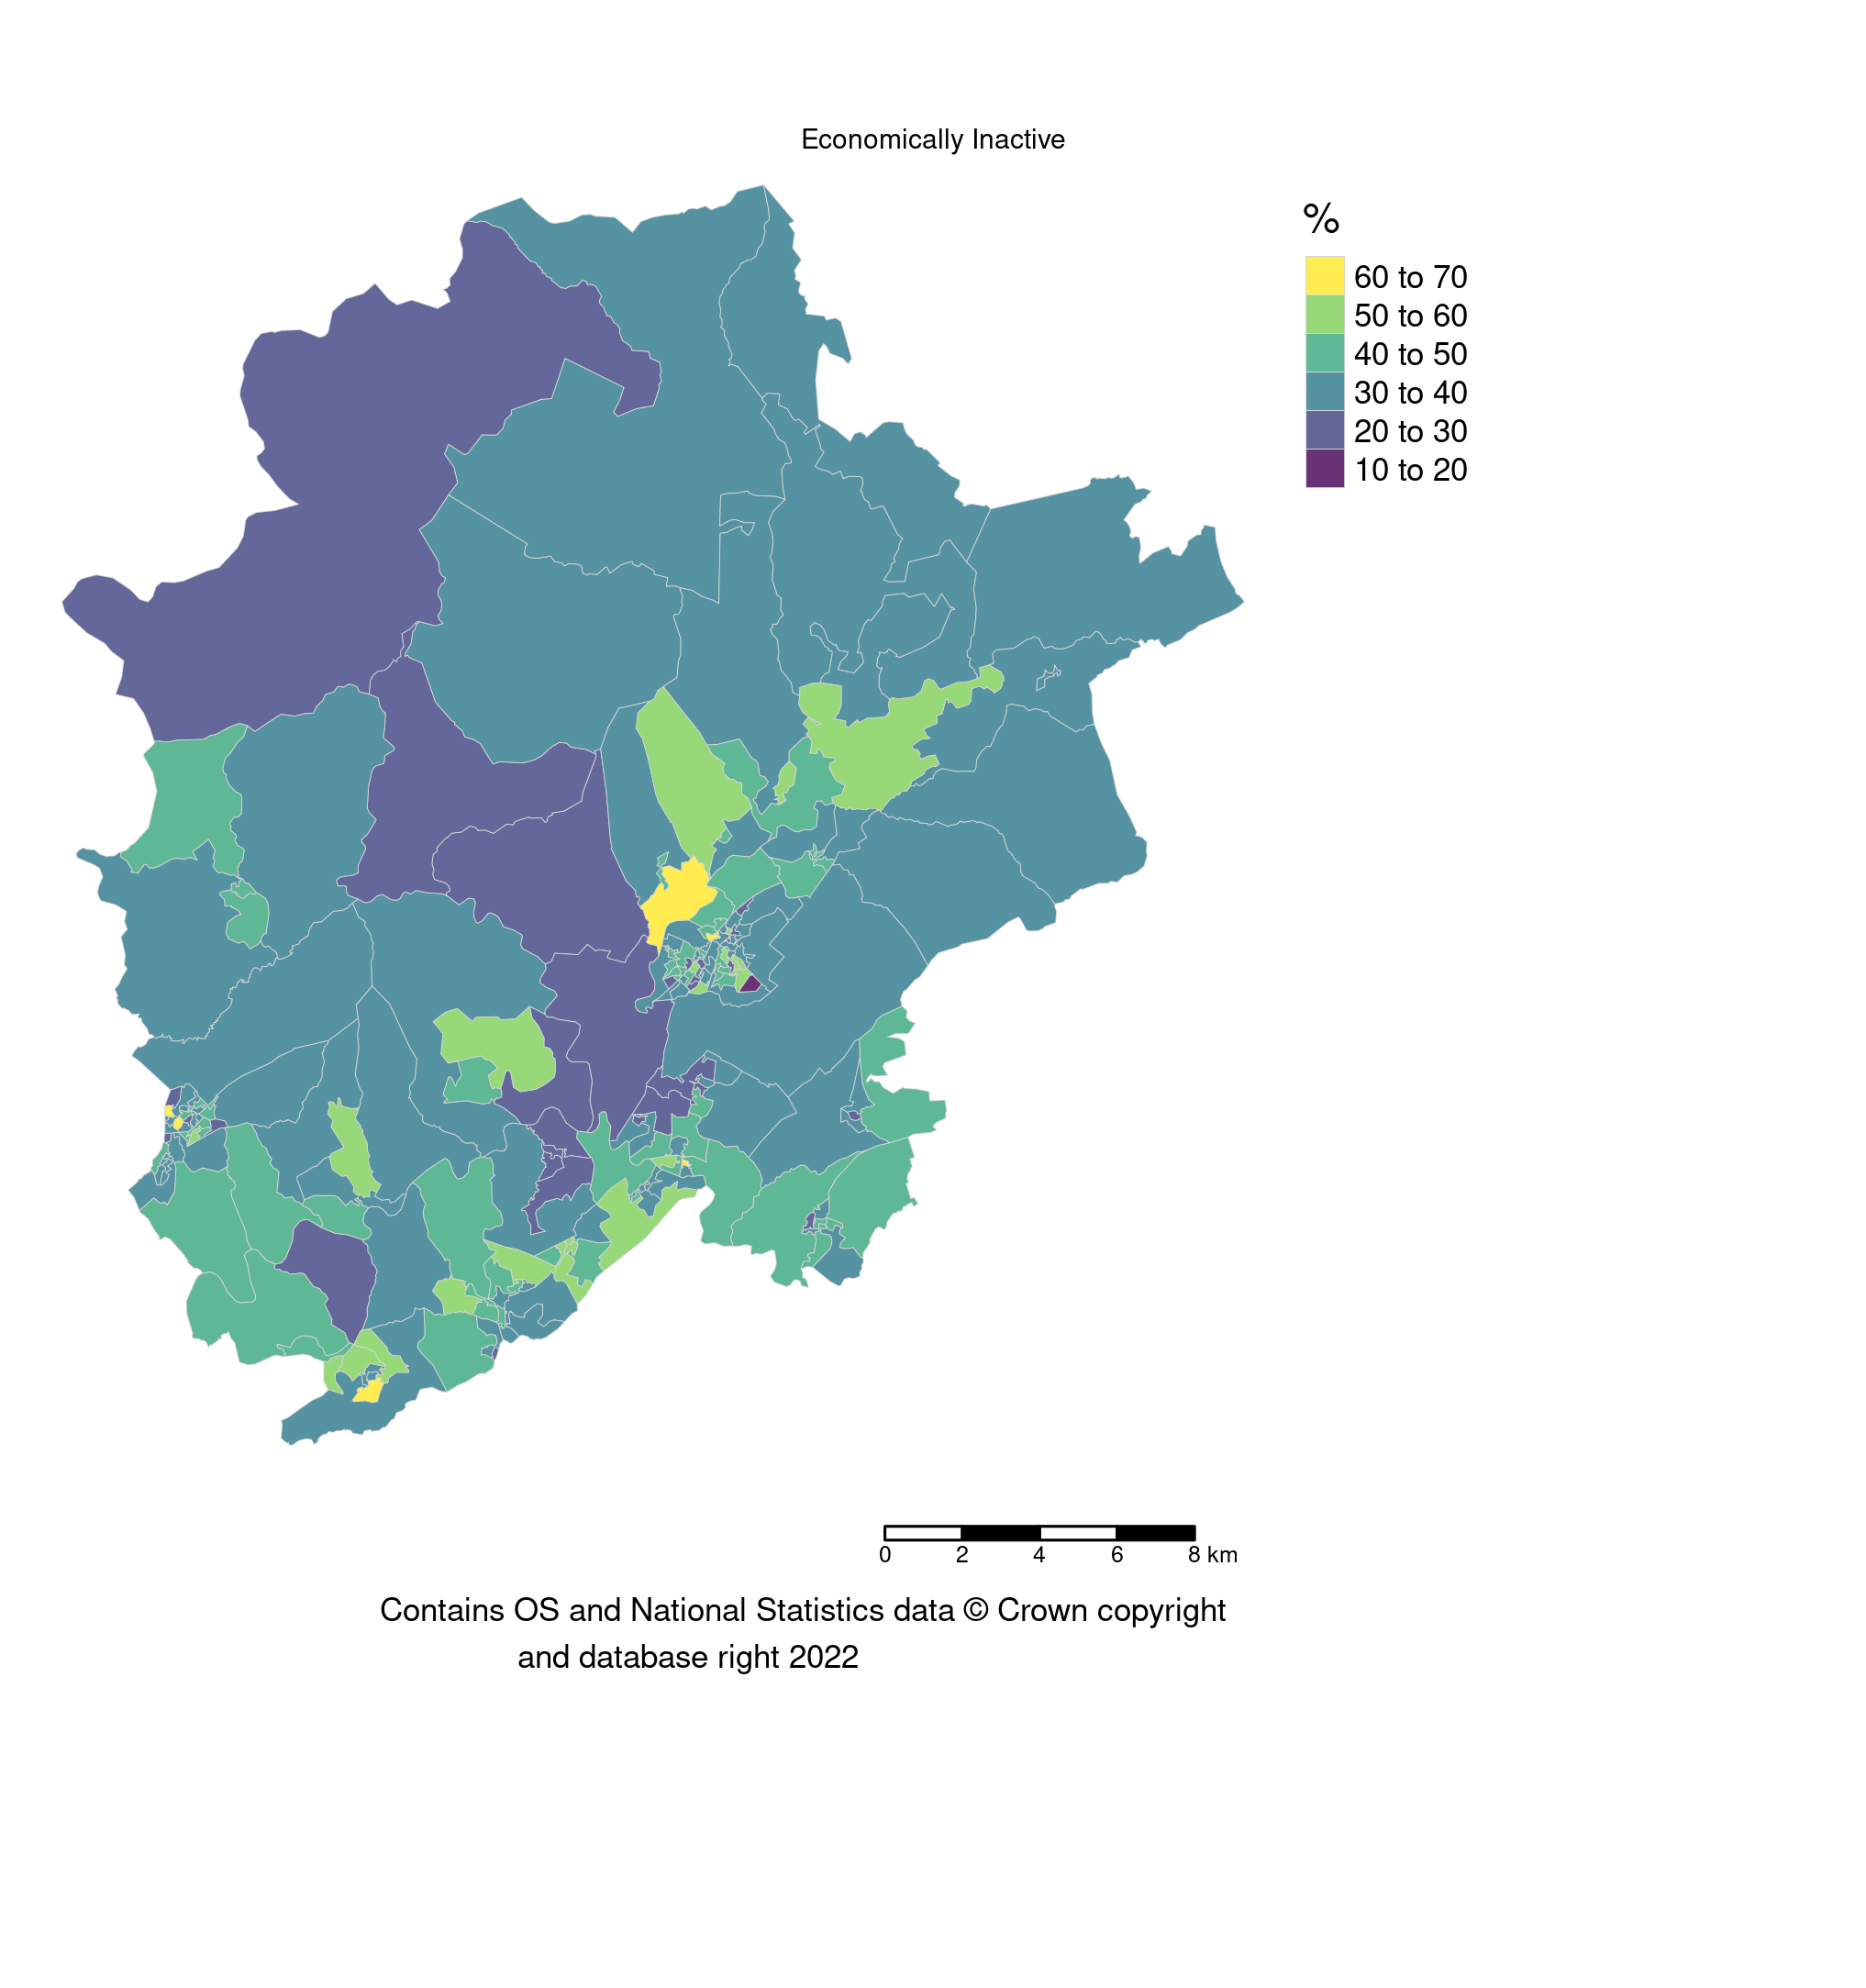 Economically Inactive
%
60 to 70
50 to 60
40 to 50
30 to 40
20 to 30
10 to 20
0 2 4 6 8 km
Contains OS and National Statistics data © Crown copyright
and database right 2022